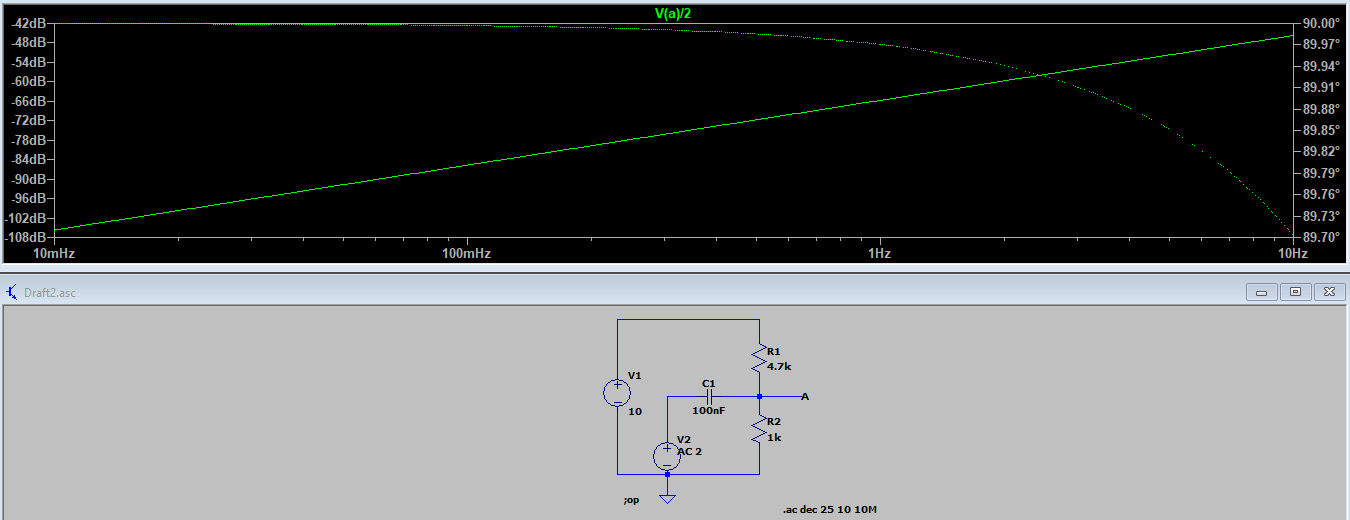 V(a)/2
-42dB
-48dB
-54dB
-60dB
-66dB
-72dB
-78dB
-84dB
-90dB
-96dB
-102dB
-108dB
90.00°
89.97°
89.94°
89.91°
89.88°
89.85°
89.82°
89.79°
89.76°
89.73°
89.70°
10mHz 100mHz 1Hz 10Hz
Draft2.asc
R1
4.7k
V1
10
C1
100nF
A
R2
1k
V2
AC 2
;op
.ac dec 25 10 10M